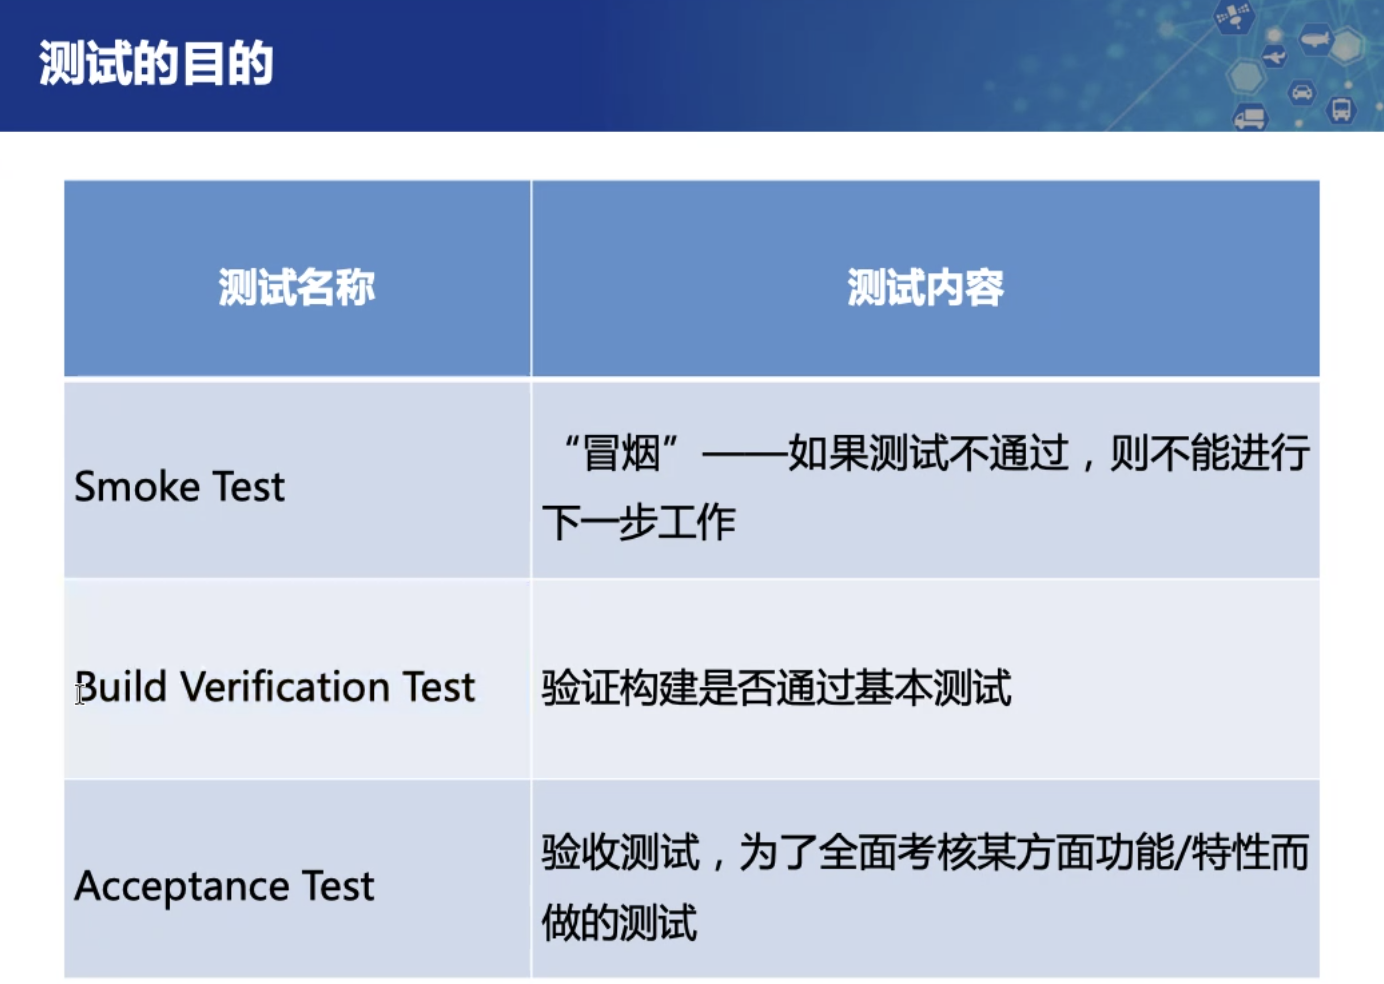 测试的目的
测试名称
测试内容
Smoke Test
“冒烟”——如果测试不通过，则不能进行
下一步工作
Build Verification Test
验证构建是否通过基本测试
Acceptance Test
验收测试，为了全面考核某方面功能/特性而
做的测试